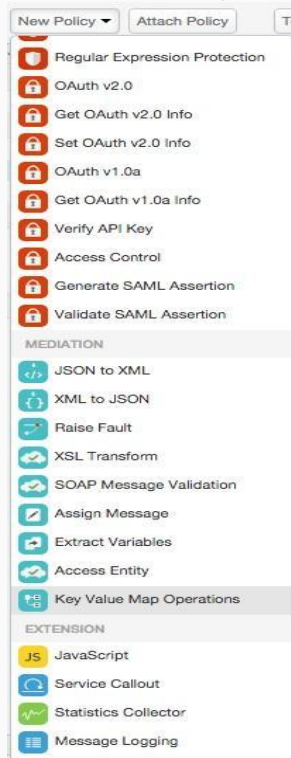 New Policy Attach Policy T
Regular Expression Protection
OAuth v2.0
Get OAuth v2.0 Info
Set OAuth v2.0 Info
OAuth v1.0a
Get OAuth v1.0a Info
Verify API Key
Access Control
Generate SAML Assertion
Validate SAML Assertion
MEDIATION
JSON to XML
XML to JSON
Raise Fault
XSL Transform
SOAP Message Validation
Assign Message
Extract Variables
Access Entity
Key Value Map Operations
EXTENSION
JS JavaScript
Service Callout
Statistics Collector
Message Logging